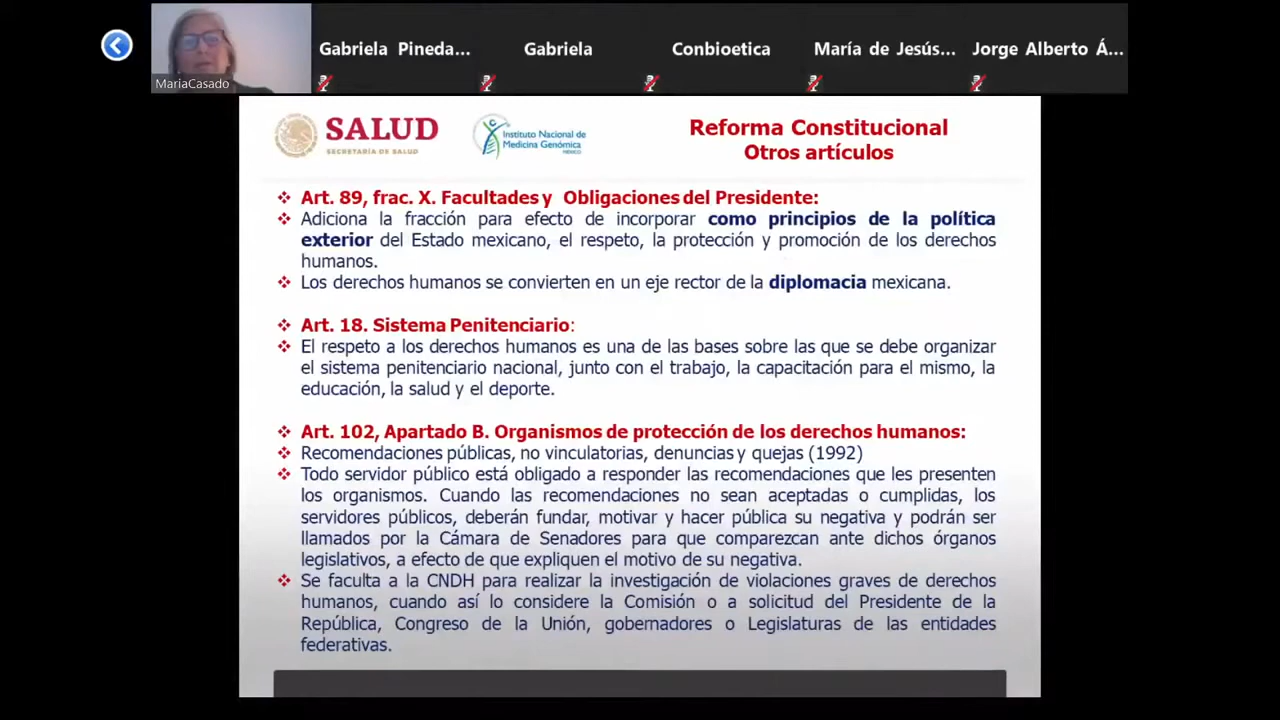 Gabriela Pineda...
Gabriela
Conbioetica
María de Jesús...
Jorge Alberto Á...
MariaCasado
SALUD
SECRETARÍA DE SALUD
Instituto Nacional de
Medicina Genómica
MÉXICO
Reforma Constitucional
Otros artículos
Art. 89, frac. X. Facultades y Obligaciones del Presidente:
Adiciona la fracción para efecto de incorporar como principios de la política
exterior del Estado mexicano, el respeto, la protección y promoción de los derechos
humanos.
Los derechos humanos se convierten en un eje rector de la diplomacia mexicana.
Art. 18. Sistema Penitenciario:
El respeto a los derechos humanos es una de las bases sobre las que se debe organizar
el sistema penitenciario nacional, junto con el trabajo, la capacitación para el mismo, la
educación, la salud y el deporte.
Art. 102, Apartado B. Organismos de protección de los derechos humanos:
Recomendaciones públicas, no vinculatorias, denuncias y quejas (1992)
Todo servidor público está obligado a responder las recomendaciones que les presenten
los organismos. Cuando las recomendaciones no sean aceptadas o cumplidas, los
servidores públicos, deberán fundar, motivar y hacer pública su negativa y podrán ser
llamados por la Cámara de Senadores para que comparezcan ante dichos órganos
legislativos, a efecto de que expliquen el motivo de su negativa.
Se faculta a la CNDH para realizar la investigación de violaciones graves de derechos
humanos, cuando así lo considere la Comisión o a solicitud del Presidente de la
República, Congreso de la Unión, gobernadores o Legislaturas de las entidades
federativas.